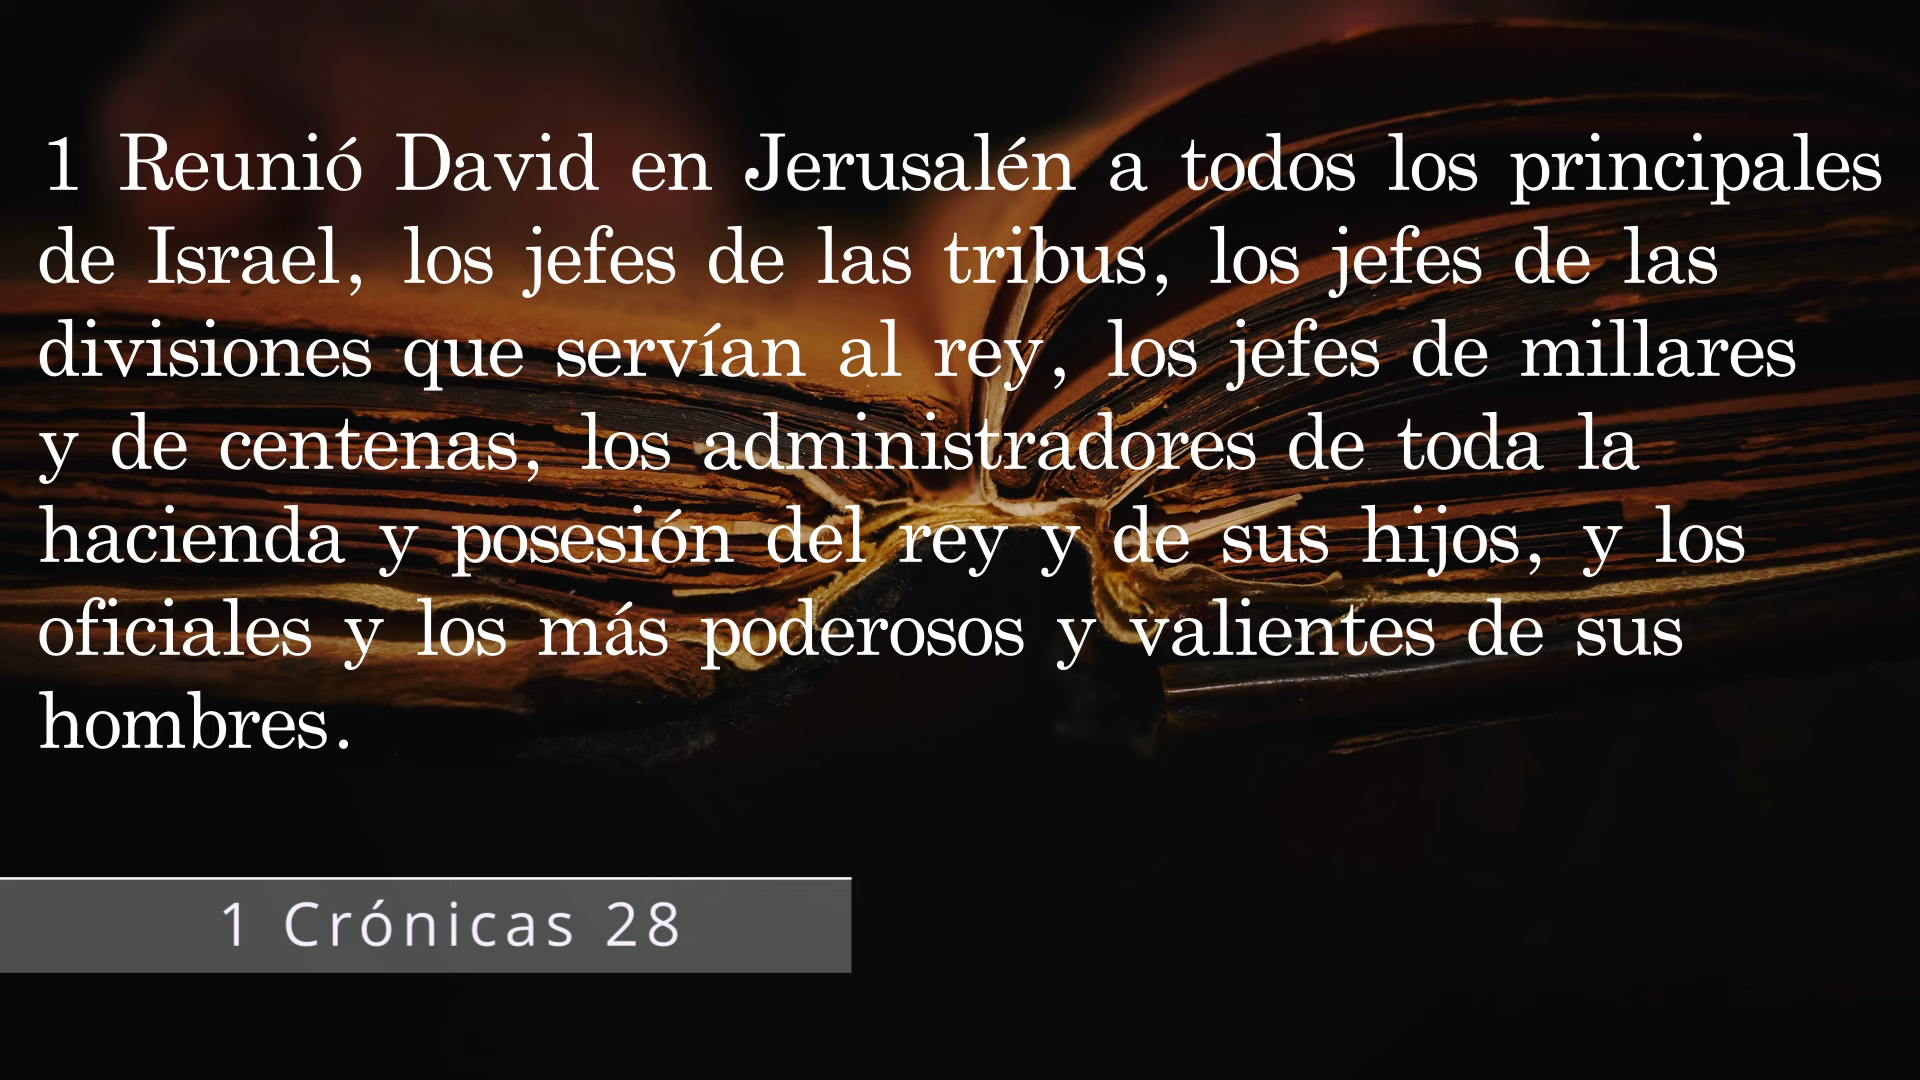 1 Reunió David en Jerusalén a todos los principales
de Israel, los jefes de las tribus, los jefes de las
divisiones que servían al rey, los jefes de millares
y de centenas, los administradores de toda la
hacienda y posesión del rey y de sus hijos, y los
oficiales y los más poderosos y valientes de sus
hombres.
1 Crónicas 28